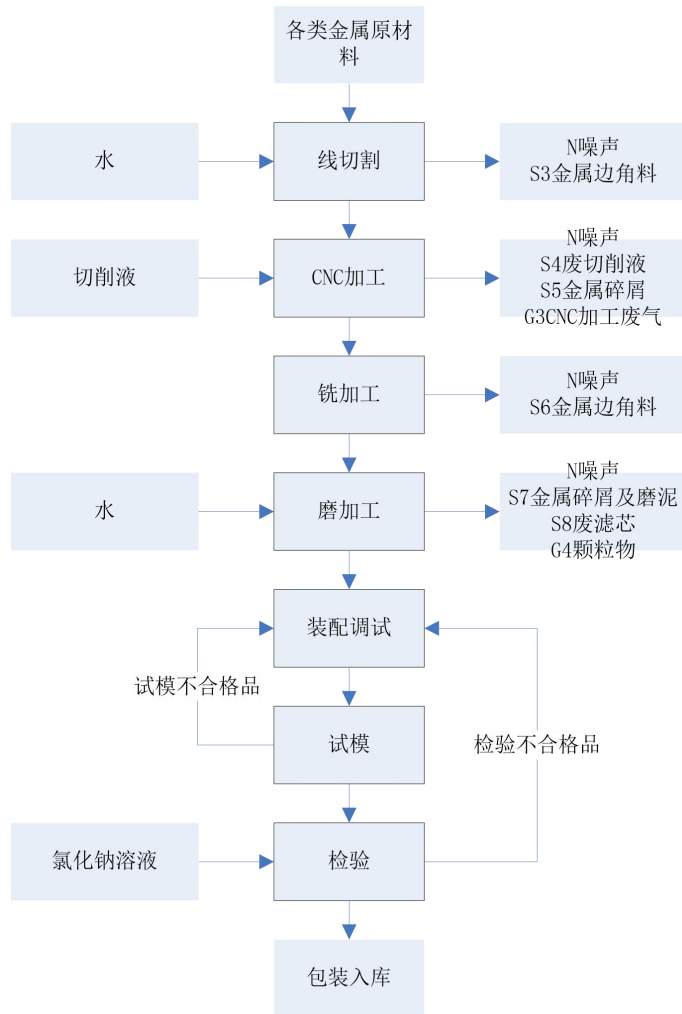 各类金属原材
料
水
线切割
N噪声
S3金属边角料
切削液
CNC加工
N噪声
S4废切削液
S5金属碎屑
G3CNC加工废气
铣加工
N噪声
S6金属边角料
水
磨加工
N噪声
S7金属碎屑及磨泥
S8废滤芯
G4颗粒物
装配调试
试模不合格品
试模
检验不合格品
氯化钠溶液
检验
包装入库